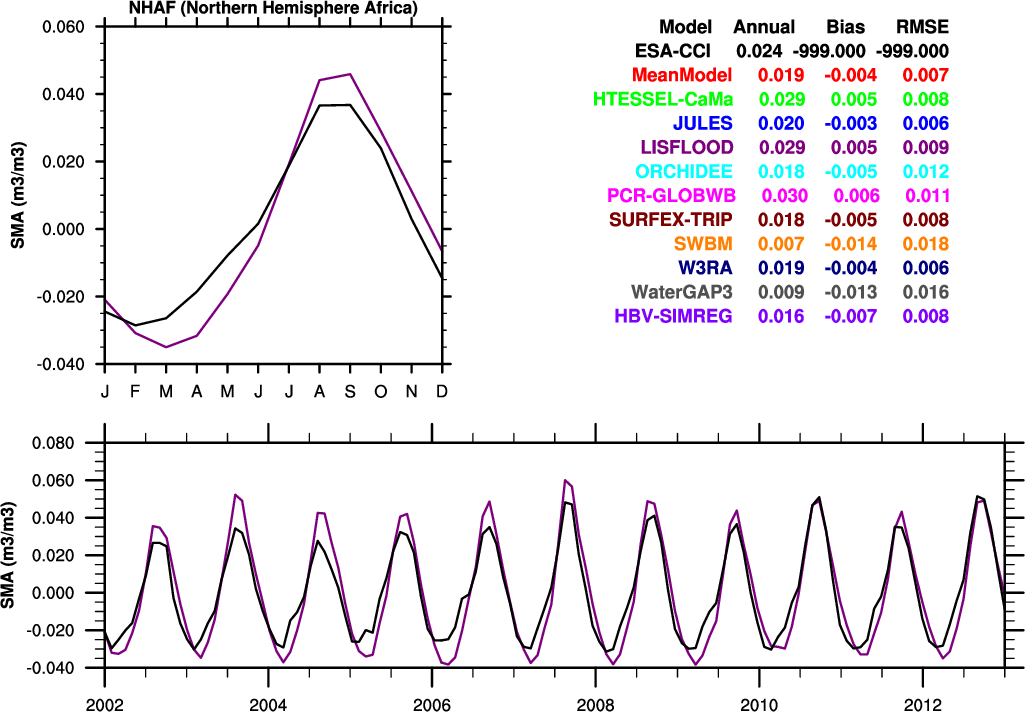 NHAF (Northern Hemisphere Africa)
0.060
0.040
0.020
0.000
-0.020
-0.040
SMA (m3/m3)
J F M A M J J A S O N D
Model Annual Bias RMSE
ESA-CCI 0.024 -999.000 -999.000
MeanModel 0.019 -0.004 0.007
HTESSEL-CaMa 0.029 0.005 0.008
JULES 0.020 -0.003 0.006
LISFLOOD 0.029 0.005 0.009
ORCHIDEE 0.018 -0.005 0.012
PCR-GLOBWB 0.030 0.006 0.011
SURFEX-TRIP 0.018 -0.005 0.008
SWBM 0.007 -0.014 0.018
W3RA 0.019 -0.004 0.006
WaterGAP3 0.009 -0.013 0.016
HBV-SIMREG 0.016 -0.007 0.008
0.080
0.060
0.040
0.020
0.000
-0.020
-0.040
SMA (m3/m3)
2002 2004 2006 2008 2010 2012